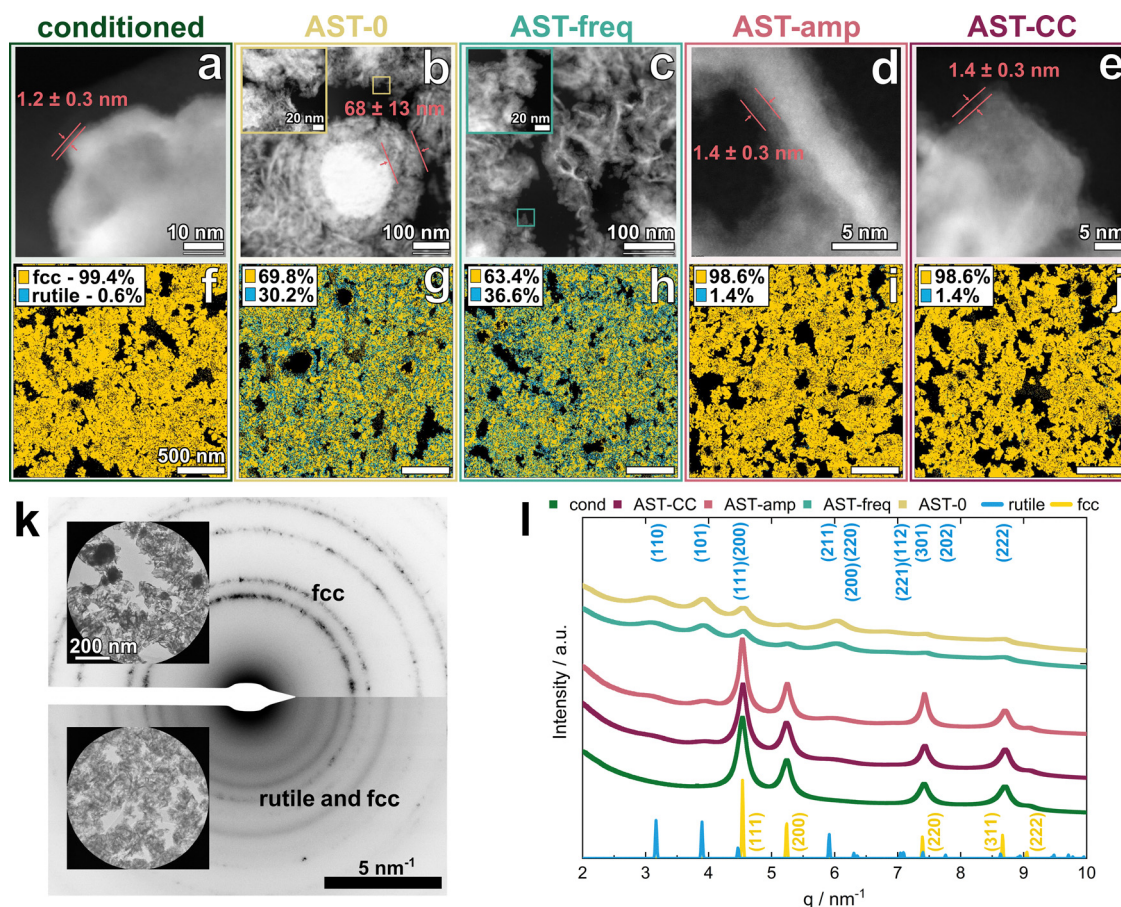 conditioned
AST-0
AST-freq
AST-amp
AST-CC
a
1.2 ± 0.3 nm
10 nm
b
20 nm
68 ± 13 nm
100 nm
c
20 nm
100 nm
d
1.4 ± 0.3 nm
5 nm
e
1.4 ± 0.3 nm
5 nm
f
fcc - 99.4%
rutile - 0.6%
500 nm
g
69.8%
30.2%
h
63.4%
36.6%
i
98.6%
1.4%
j
98.6%
1.4%
k
fcc
200 nm
rutile and fcc
5 nm⁻¹
l
cond AST-CC AST-amp AST-freq AST-0 rutile fcc
(110)
(101)
(111)(200)
(211)
(200)(220)
(221)(112)
(301)
(202)
(222)
Intensity / a.u.
(111)
(200)
(220)
(311)
(222)
2 3 4 5 6 7 8 9 10
q / nm⁻¹